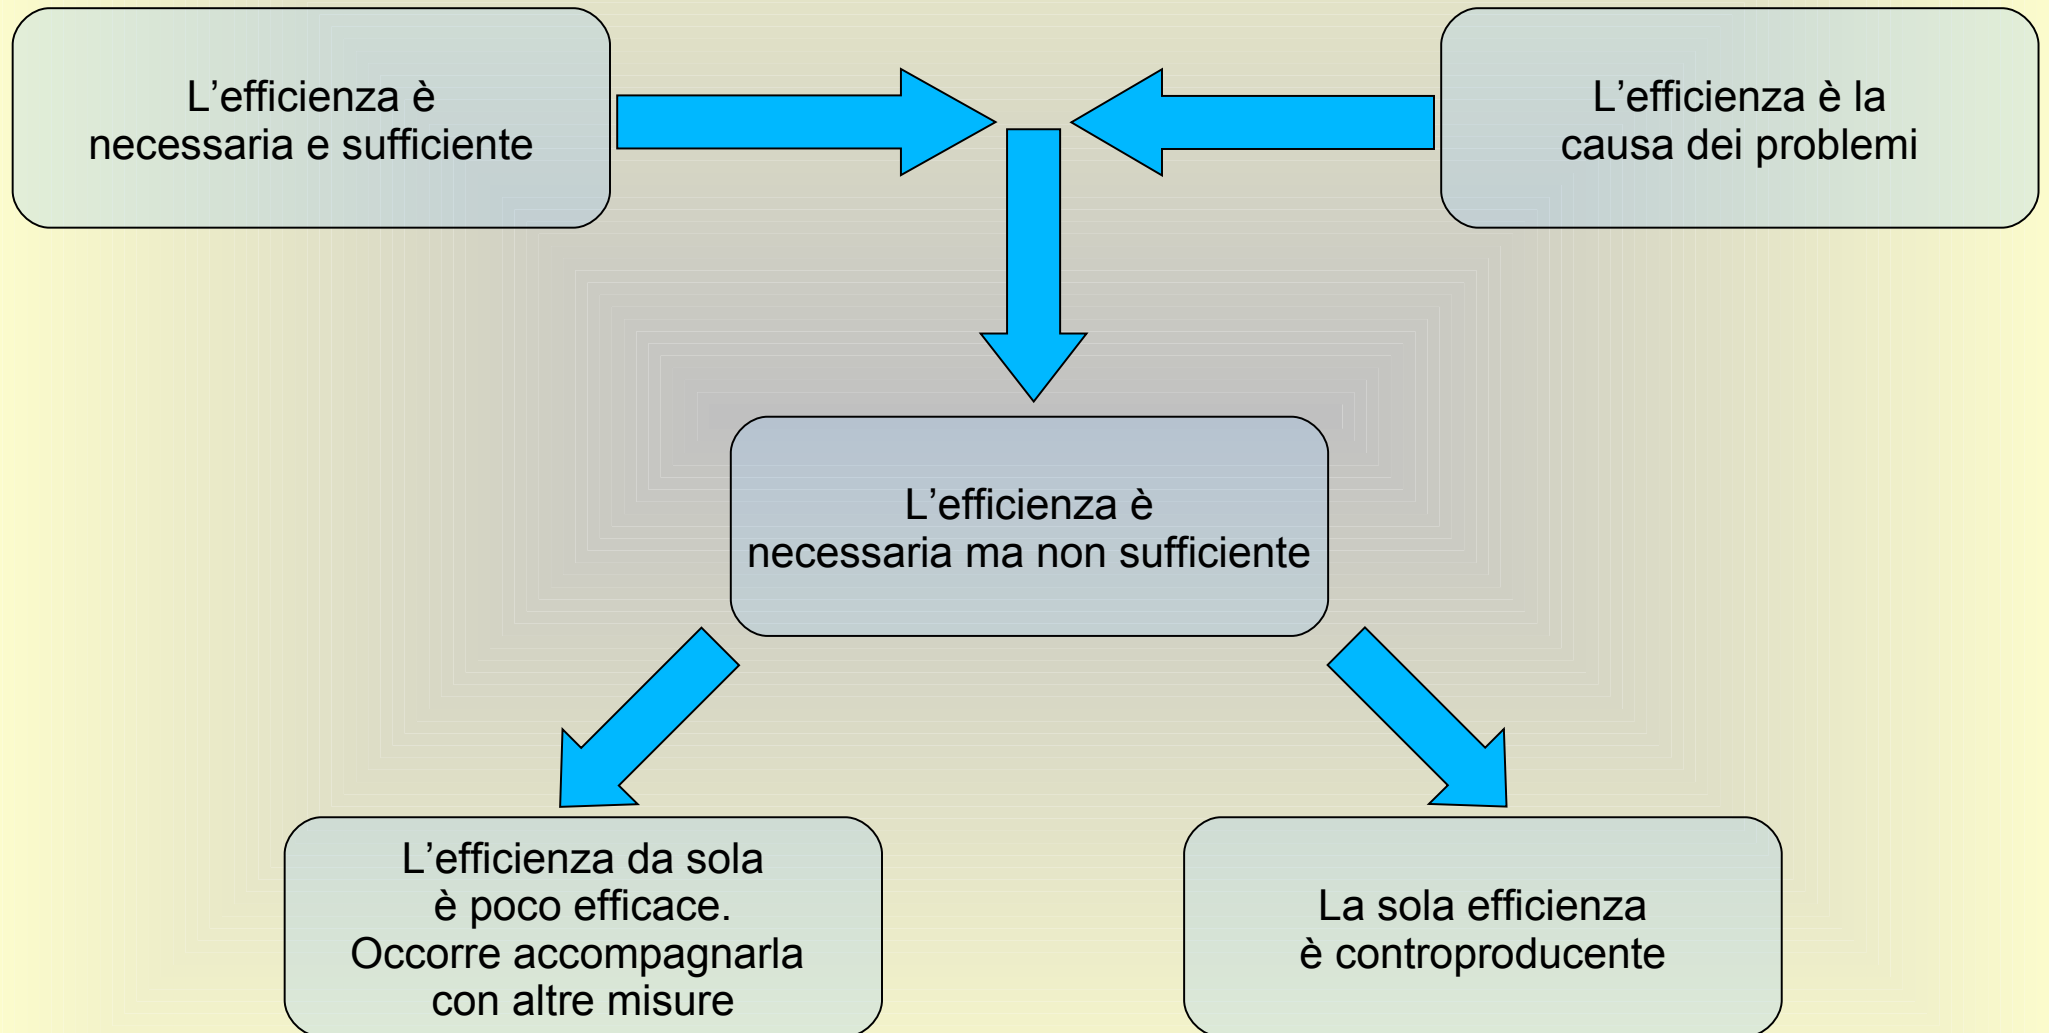 L’efficienza è
necessaria e sufficiente
L’efficienza è la
causa dei problemi
L’efficienza è
necessaria ma non sufficiente
L’efficienza da sola
è poco efficace.
Occorre accompagnarla
con altre misure
La sola efficienza
è controproducente